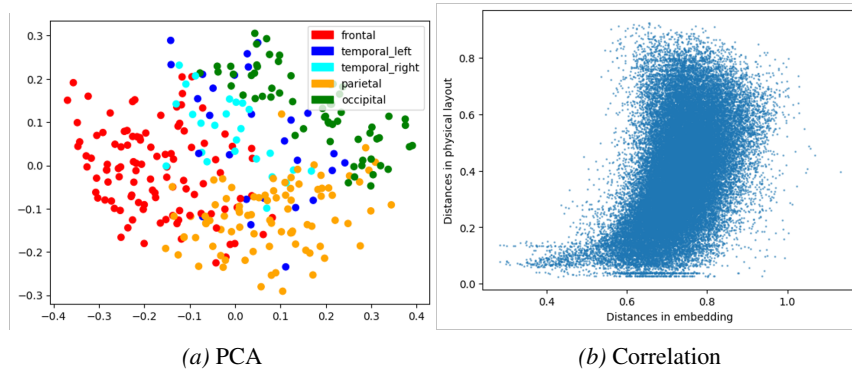 frontal
temporal_left
temporal_right
parietal
occipital
0.3
0.2
0.1
0.0
−0.1
−0.2
−0.3
−0.4 −0.3 −0.2 −0.1 0.0 0.1 0.2 0.3 0.4
(a) PCA
Distances in physical layout
0.8
0.6
0.4
0.2
0.0
0.4 0.6 0.8 1.0
Distances in embedding
(b) Correlation